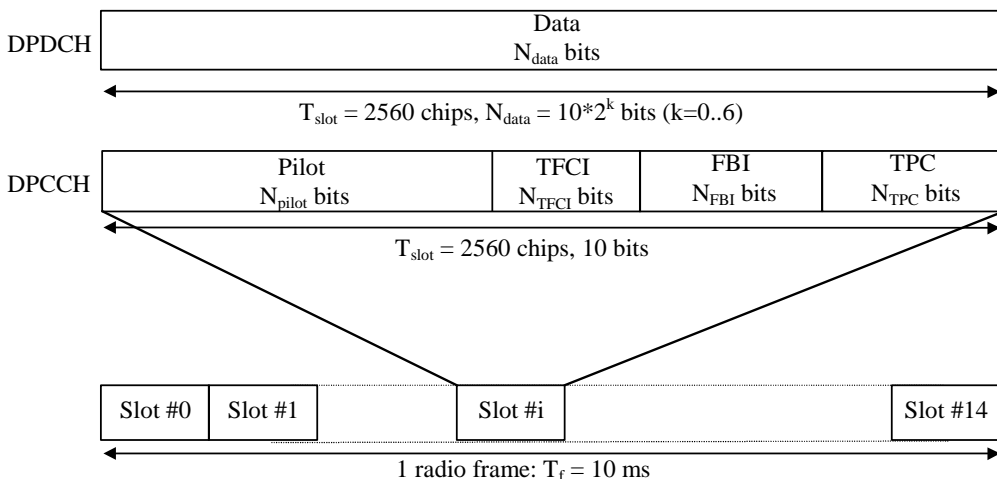 Data
DPDCH
N_data bits
T_slot = 2560 chips, N_data = 10*2^k bits (k=0..6)
Pilot TFCI FBI TPC
DPCCH
N_pilot bits N_TFCI bits N_FBI bits N_TPC bits
T_slot = 2560 chips, 10 bits
Slot #0 Slot #1 Slot #i Slot #14
1 radio frame: T_f = 10 ms